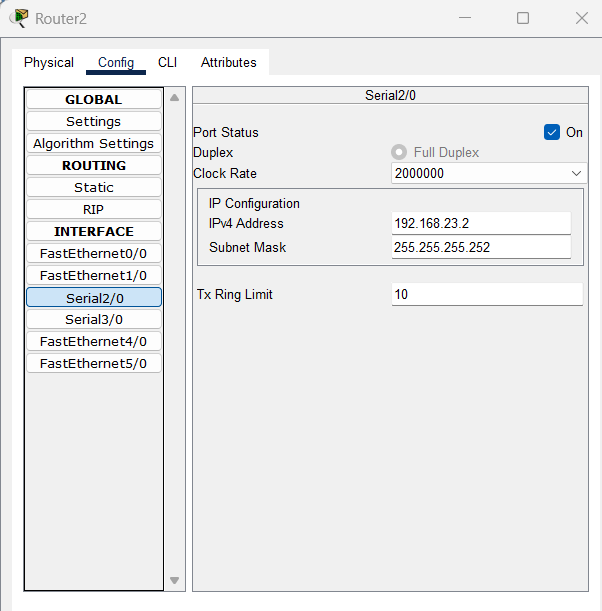 Router2
Physical Config CLI Attributes
GLOBAL
Settings
Algorithm Settings
ROUTING
Static
RIP
INTERFACE
FastEthernet0/0
FastEthernet1/0
Serial2/0
Serial3/0
FastEthernet4/0
FastEthernet5/0
Serial2/0
Port Status On
Duplex Full Duplex
Clock Rate 2000000
IP Configuration
IPv4 Address 192.168.23.2
Subnet Mask 255.255.255.252
Tx Ring Limit 10